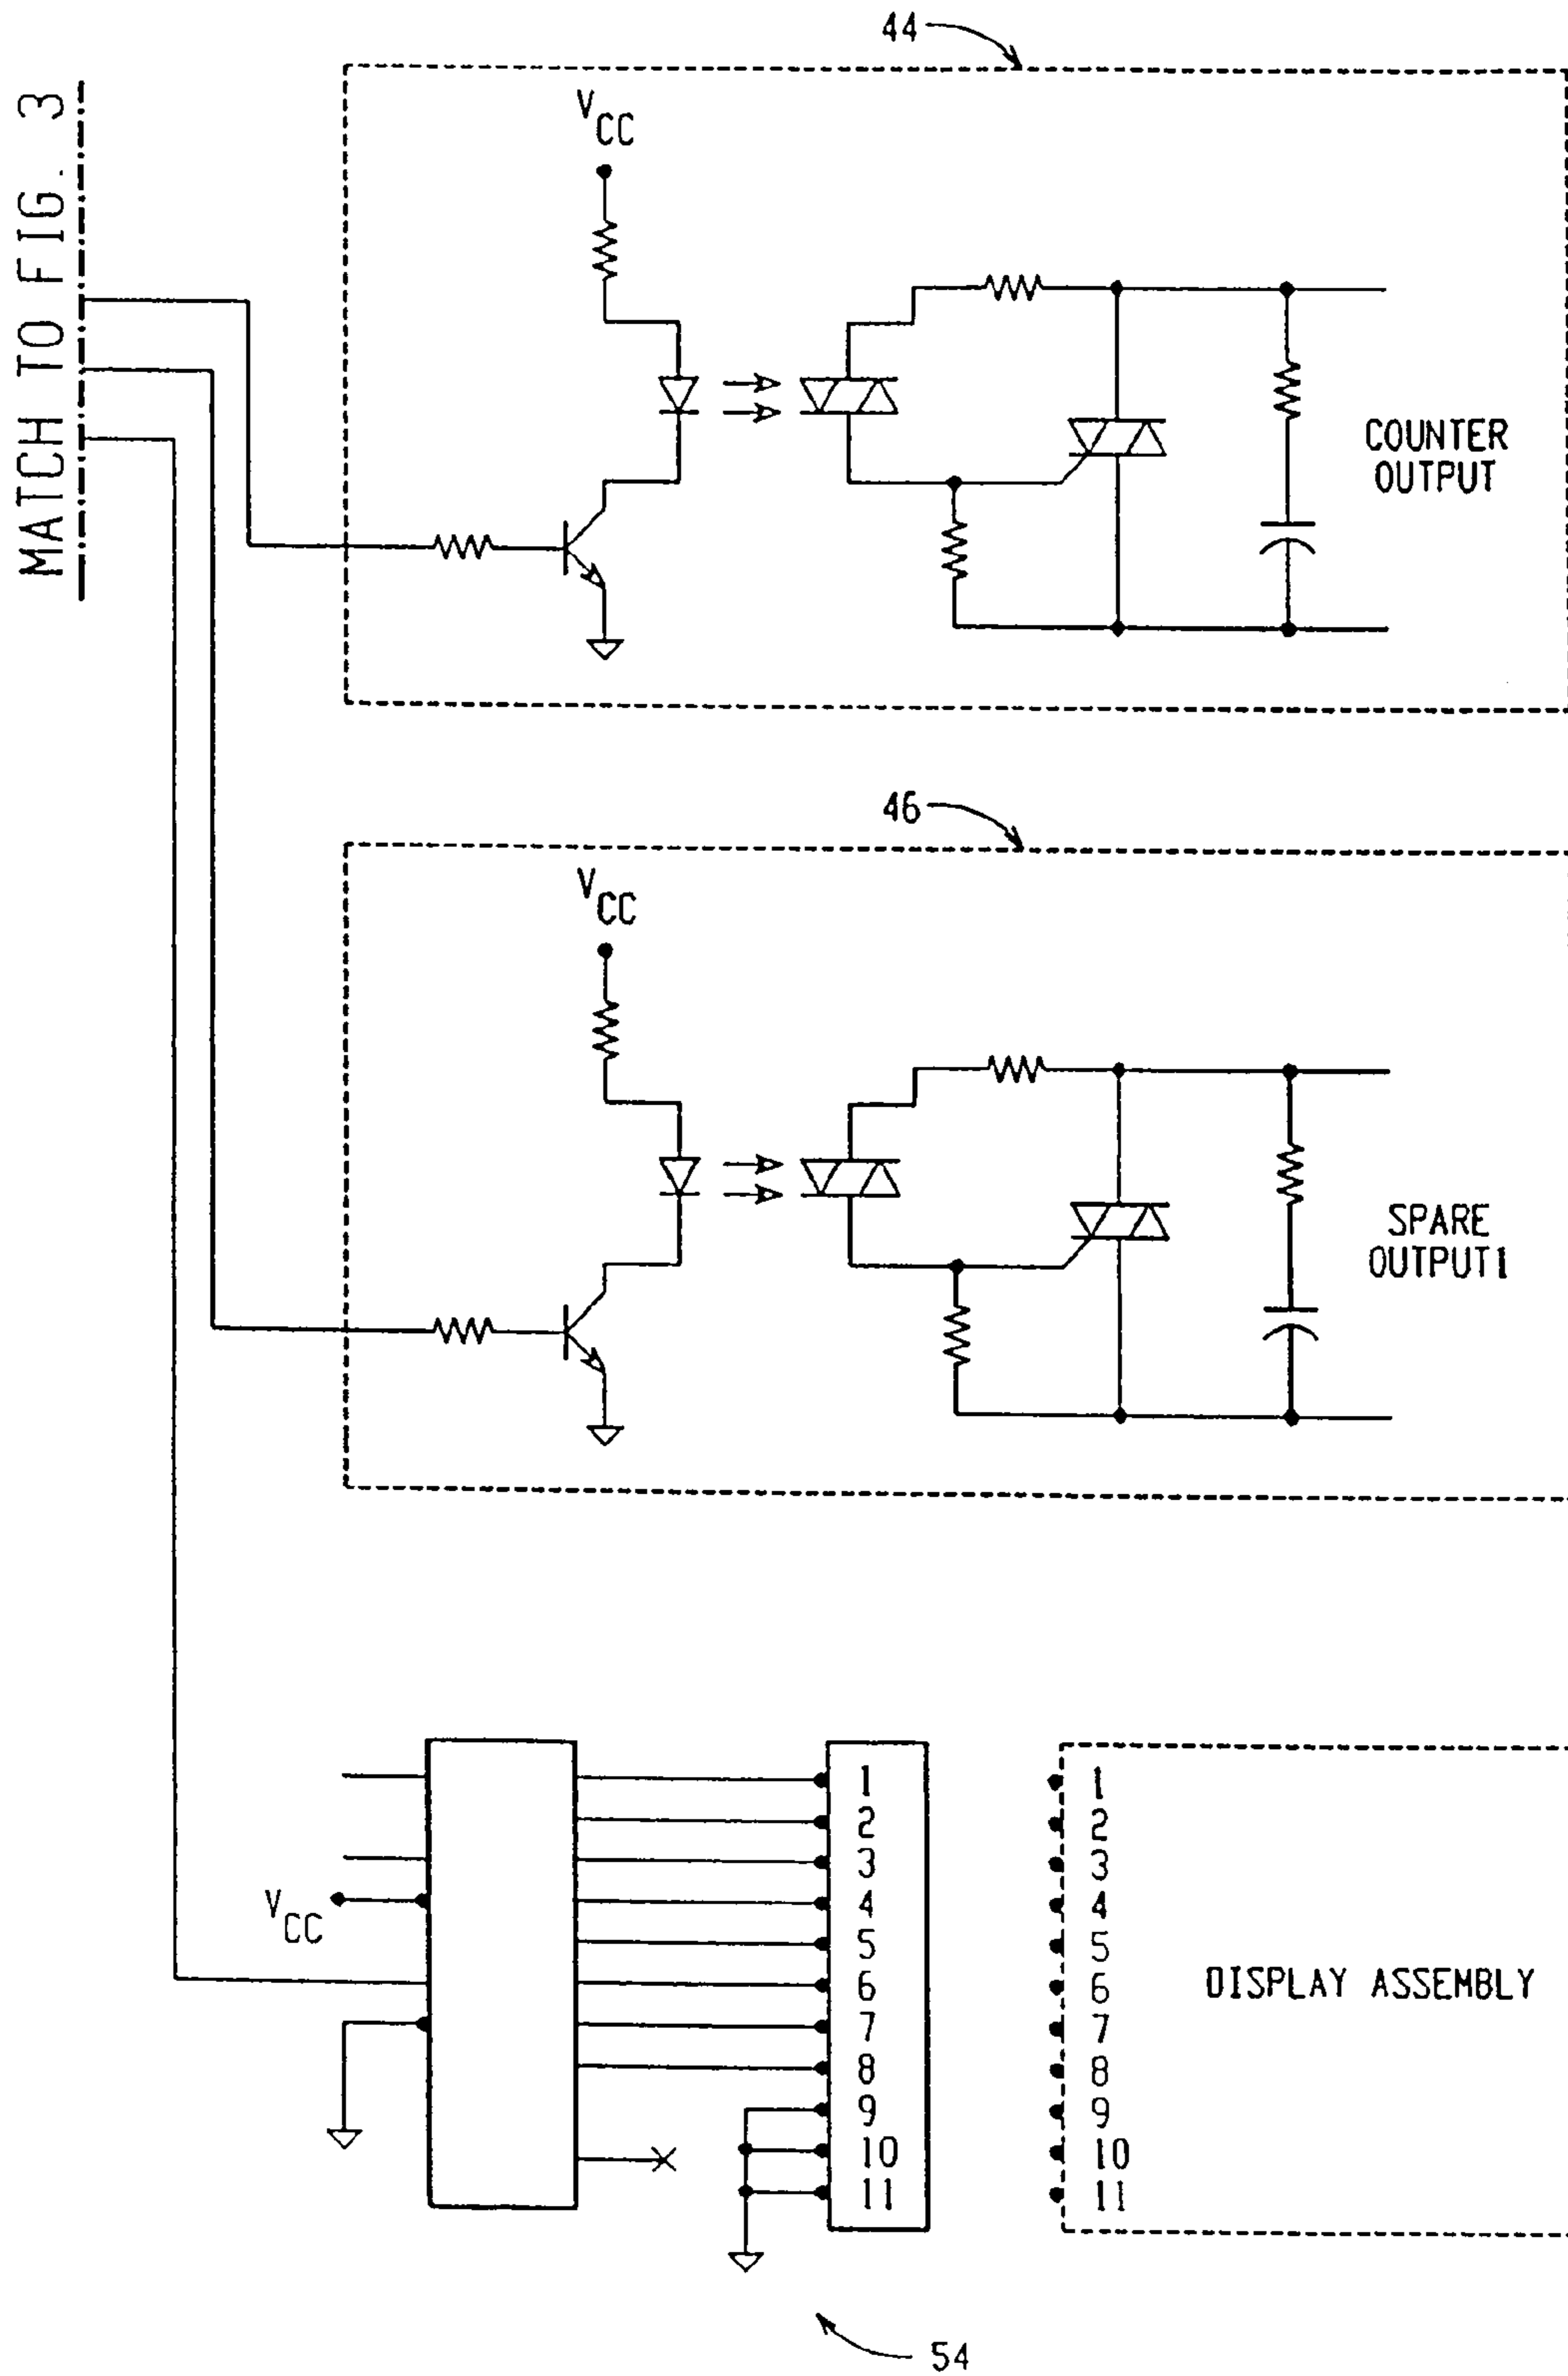 MATCH TO FIG. 3
44
VCC
COUNTER
OUTPUT
46
VCC
SPARE
OUTPUT1
VCC
1
2
3
4
5
6
7
8
9
10
11
1
2
3
4
5
6
7
8
9
10
11
DISPLAY ASSEMBLY
54